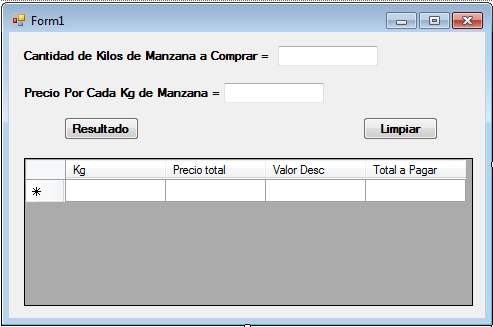 Form1
Cantidad de Kilos de Manzana a Comprar =
Precio Por Cada Kg de Manzana =
Resultado Limpiar
Kg Precio total Valor Desc Total a Pagar